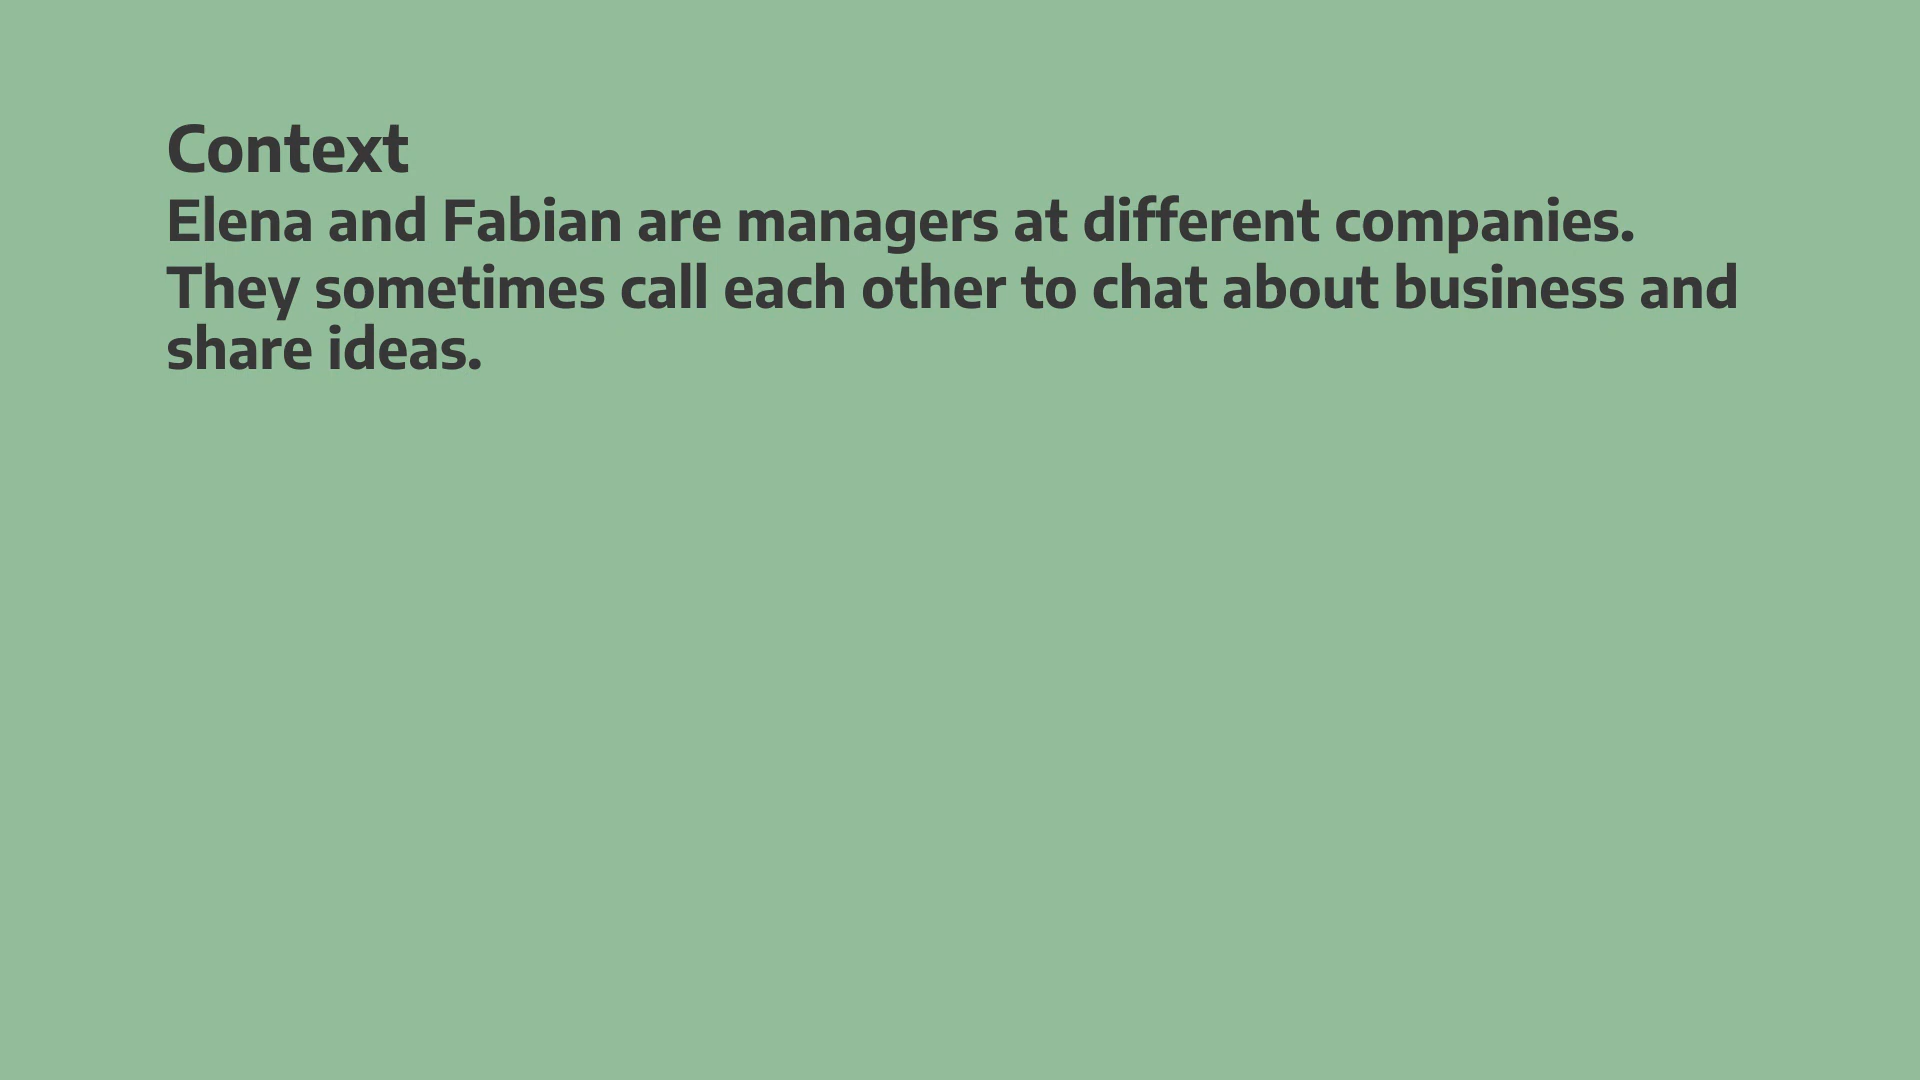 Context
Elena and Fabian are managers at different companies.
They sometimes call each other to chat about business and
share ideas.